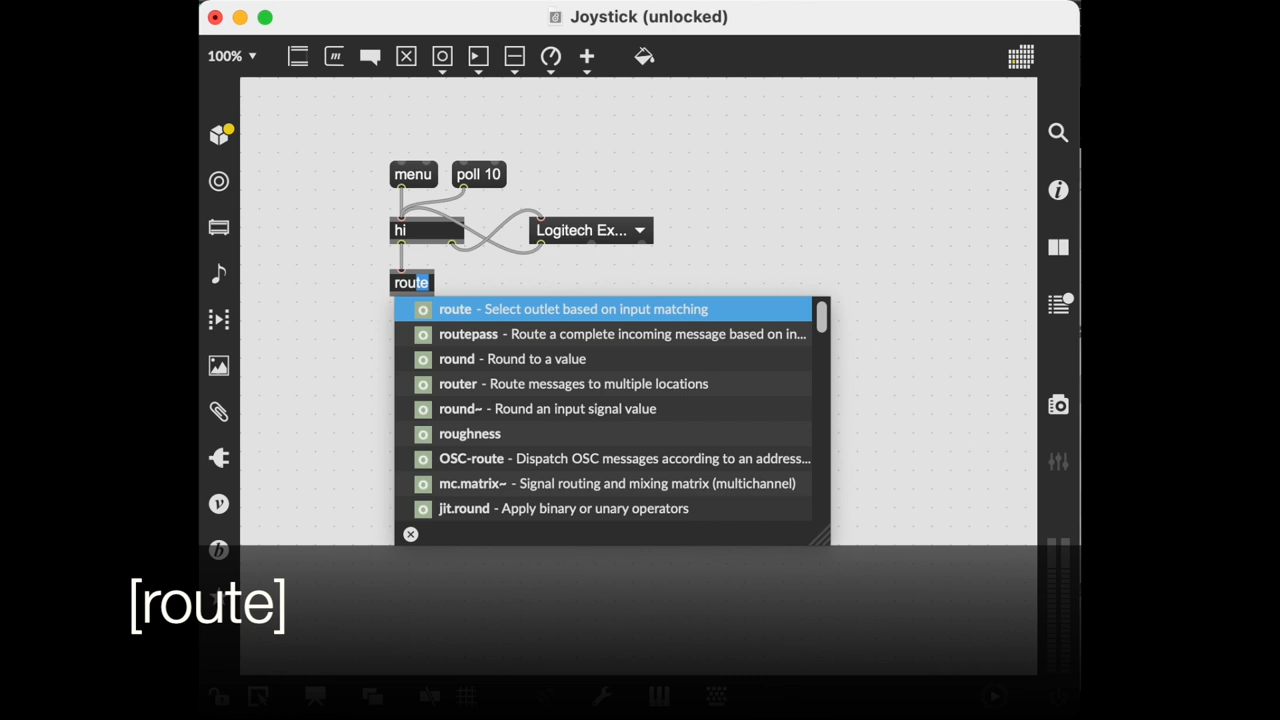 Joystick (unlocked)
100%
menu
poll 10
hi
Logitech Ex...
route
route - Select outlet based on input matching
routepass - Route a complete incoming message based on in...
round - Round to a value
router - Route messages to multiple locations
round~ - Round an input signal value
roughness
OSC-route - Dispatch OSC messages according to an address...
mc.matrix~ - Signal routing and mixing matrix (multichannel)
jit.round - Apply binary or unary operators
[route]